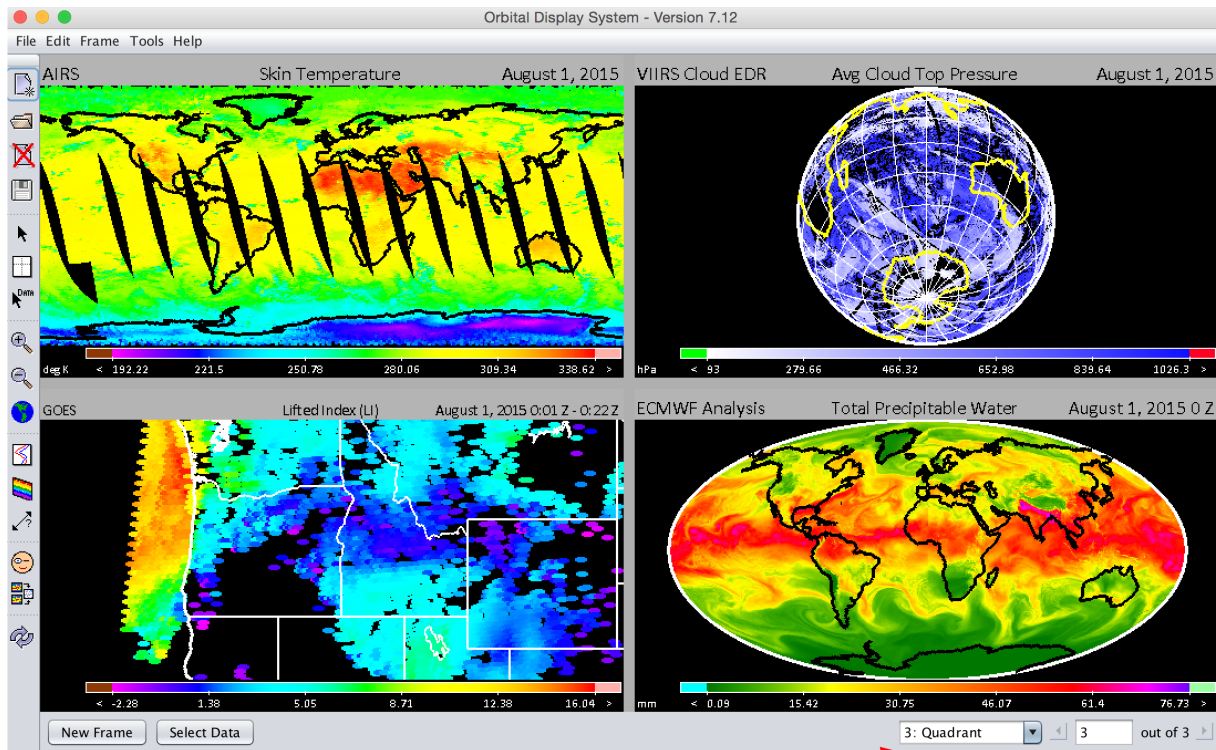 Orbital Display System - Version 7.12
File Edit Frame Tools Help
AIRS Skin Temperature August 1, 2015
deg K < 192.22 221.5 250.78 280.06 309.34 338.62 >
VIIRS Cloud EDR Avg Cloud Top Pressure August 1, 2015
hPa < 93 279.66 466.32 652.98 839.64 1026.3 >
DATA
GOES Lifted Index (LI) August 1, 2015 0:01 Z - 0:22 Z
< -2.28 1.38 5.05 8.71 12.38 16.04 >
ECMWF Analysis Total Precipitable Water August 1, 2015 0 Z
mm < 0.09 15.42 30.75 46.07 61.4 76.73 >
New Frame Select Data 3: Quadrant 3 out of 3